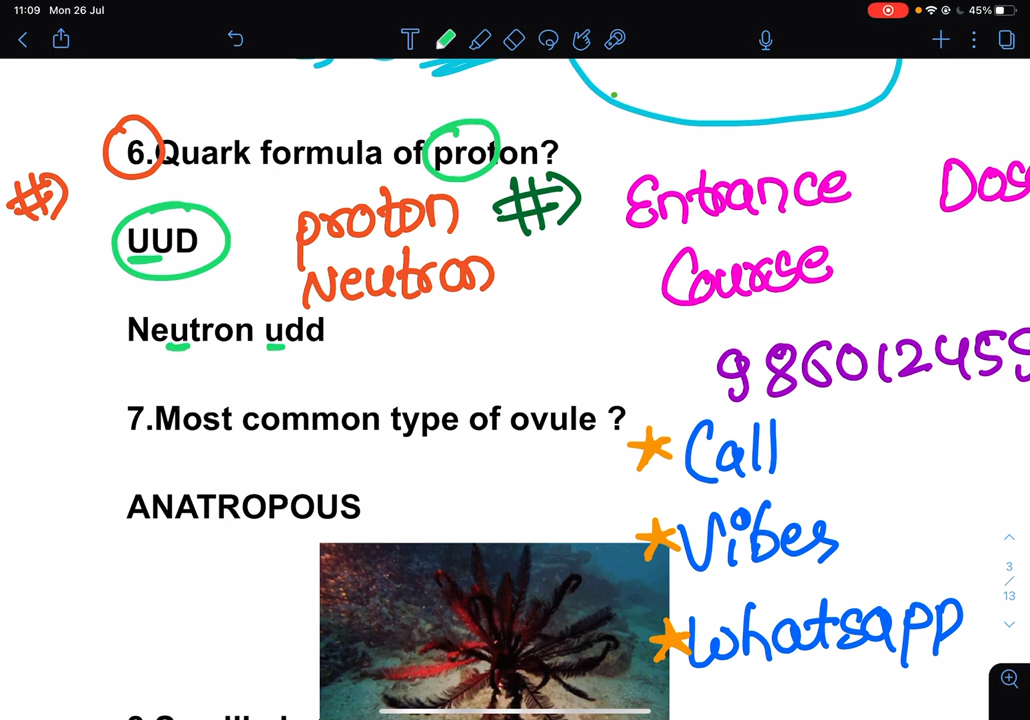 11:09 Mon 26 Jul
45%
T
6.Quark formula of proton?
UUD
proton
Neutron
Entrance
Course
Neutron udd
7.Most common type of ovule ?
Call
ANATROPOUS
Vibes
Whatsapp
3
/
13